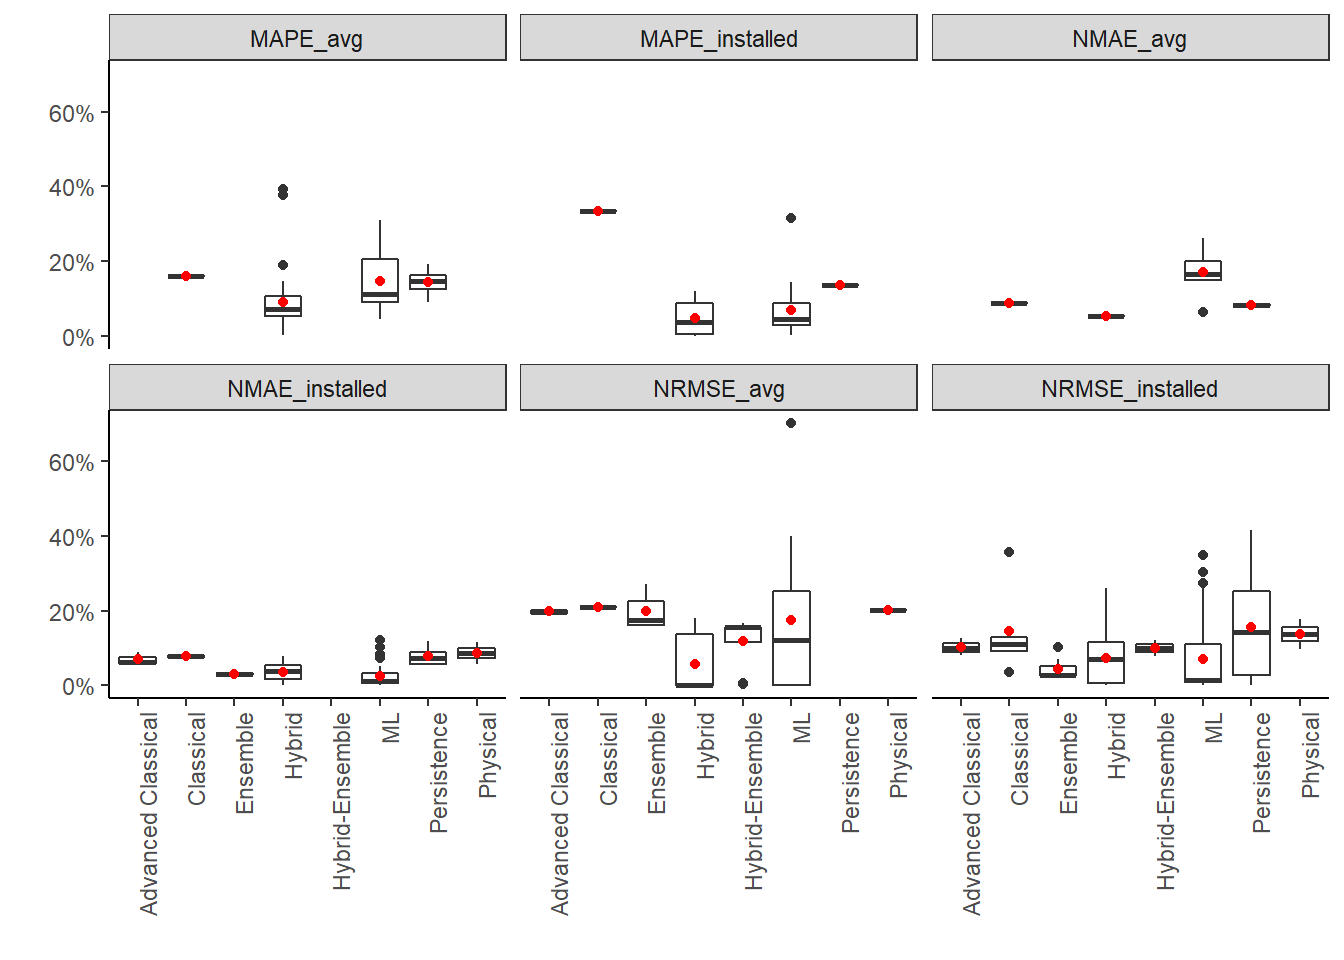 MAPE_avg
MAPE_installed
NMAE_avg
60%
40%
20%
0%
NMAE_installed
NRMSE_avg
NRMSE_installed
60%
40%
20%
0%
Advanced Classical
Classical
Ensemble
Hybrid
Hybrid-Ensemble
ML
Persistence
Physical
Advanced Classical
Classical
Ensemble
Hybrid
Hybrid-Ensemble
ML
Persistence
Physical
Advanced Classical
Classical
Ensemble
Hybrid
Hybrid-Ensemble
ML
Persistence
Physical